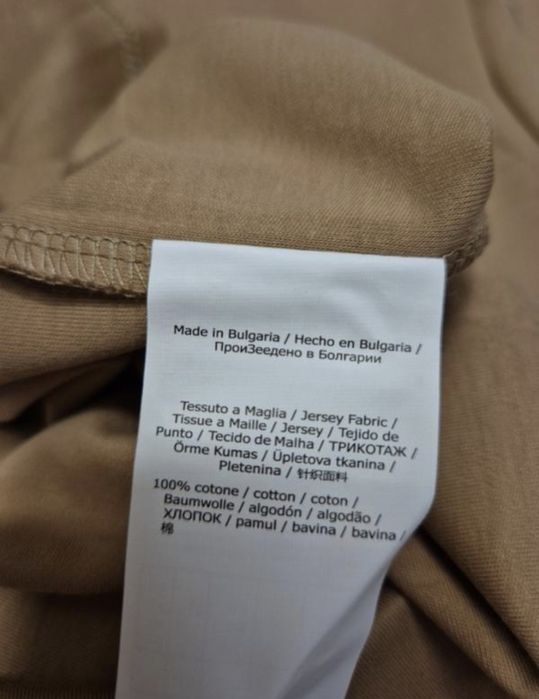 Made in Bulgaria / Hecho en Bulgaria /
ПроиЗеедено в Болгарии
Tessuto a Maglia / Jersey Fabric /
Tissue a Maille / Jersey / Tejido de
Punto / Tecido de Malha / ТРИКОТАЖ /
Örme Kumas / Úpletova tkanina /
Pletenina / 针织面料
100% cotone / cotton / coton /
Baumwolle / algodón / algodão /
ХЛОПОК / pamul / bavina / bavina /
棉